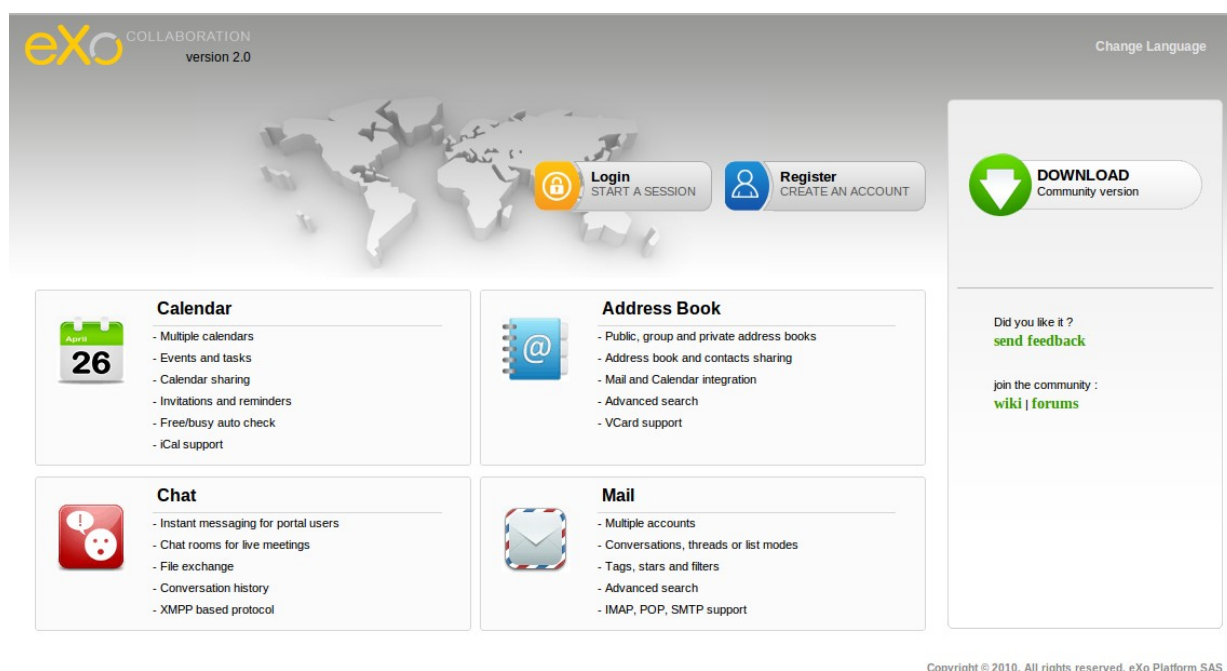 eXo COLLABORATION
version 2.0
Change Language
Login
START A SESSION
Register
CREATE AN ACCOUNT
DOWNLOAD
Community version
Calendar
April
26
- Multiple calendars
- Events and tasks
- Calendar sharing
- Invitations and reminders
- Free/busy auto check
- iCal support
Address Book
@
- Public, group and private address books
- Address book and contacts sharing
- Mail and Calendar integration
- Advanced search
- VCard support
Did you like it ?
send feedback
join the community :
wiki | forums
Chat
!
- Instant messaging for portal users
- Chat rooms for live meetings
- File exchange
- Conversation history
- XMPP based protocol
Mail
- Multiple accounts
- Conversations, threads or list modes
- Tags, stars and filters
- Advanced search
- IMAP, POP, SMTP support
Copyright © 2010. All rights reserved. eXo Platform SAS